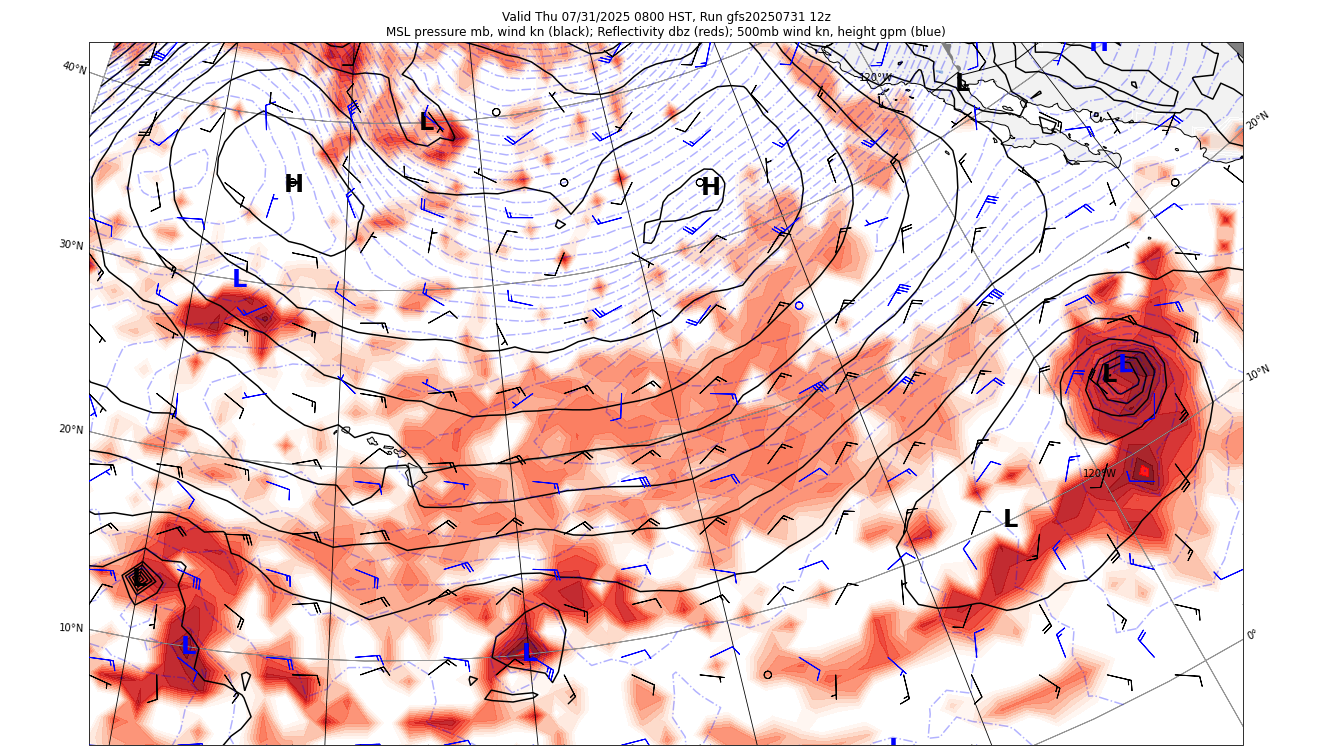 Valid Thu 07/31/2025 0800 HST, Run gfs20250731 12z
MSL pressure mb, wind kn (black); Reflectivity dbz (reds); 500mb wind kn, height gpm (blue)
H
40°N
120°W
L
20°N
L
H
H
30°N
L
10°N
L
L
20°N
120°W
L
L
10°N
0°
L
L
L